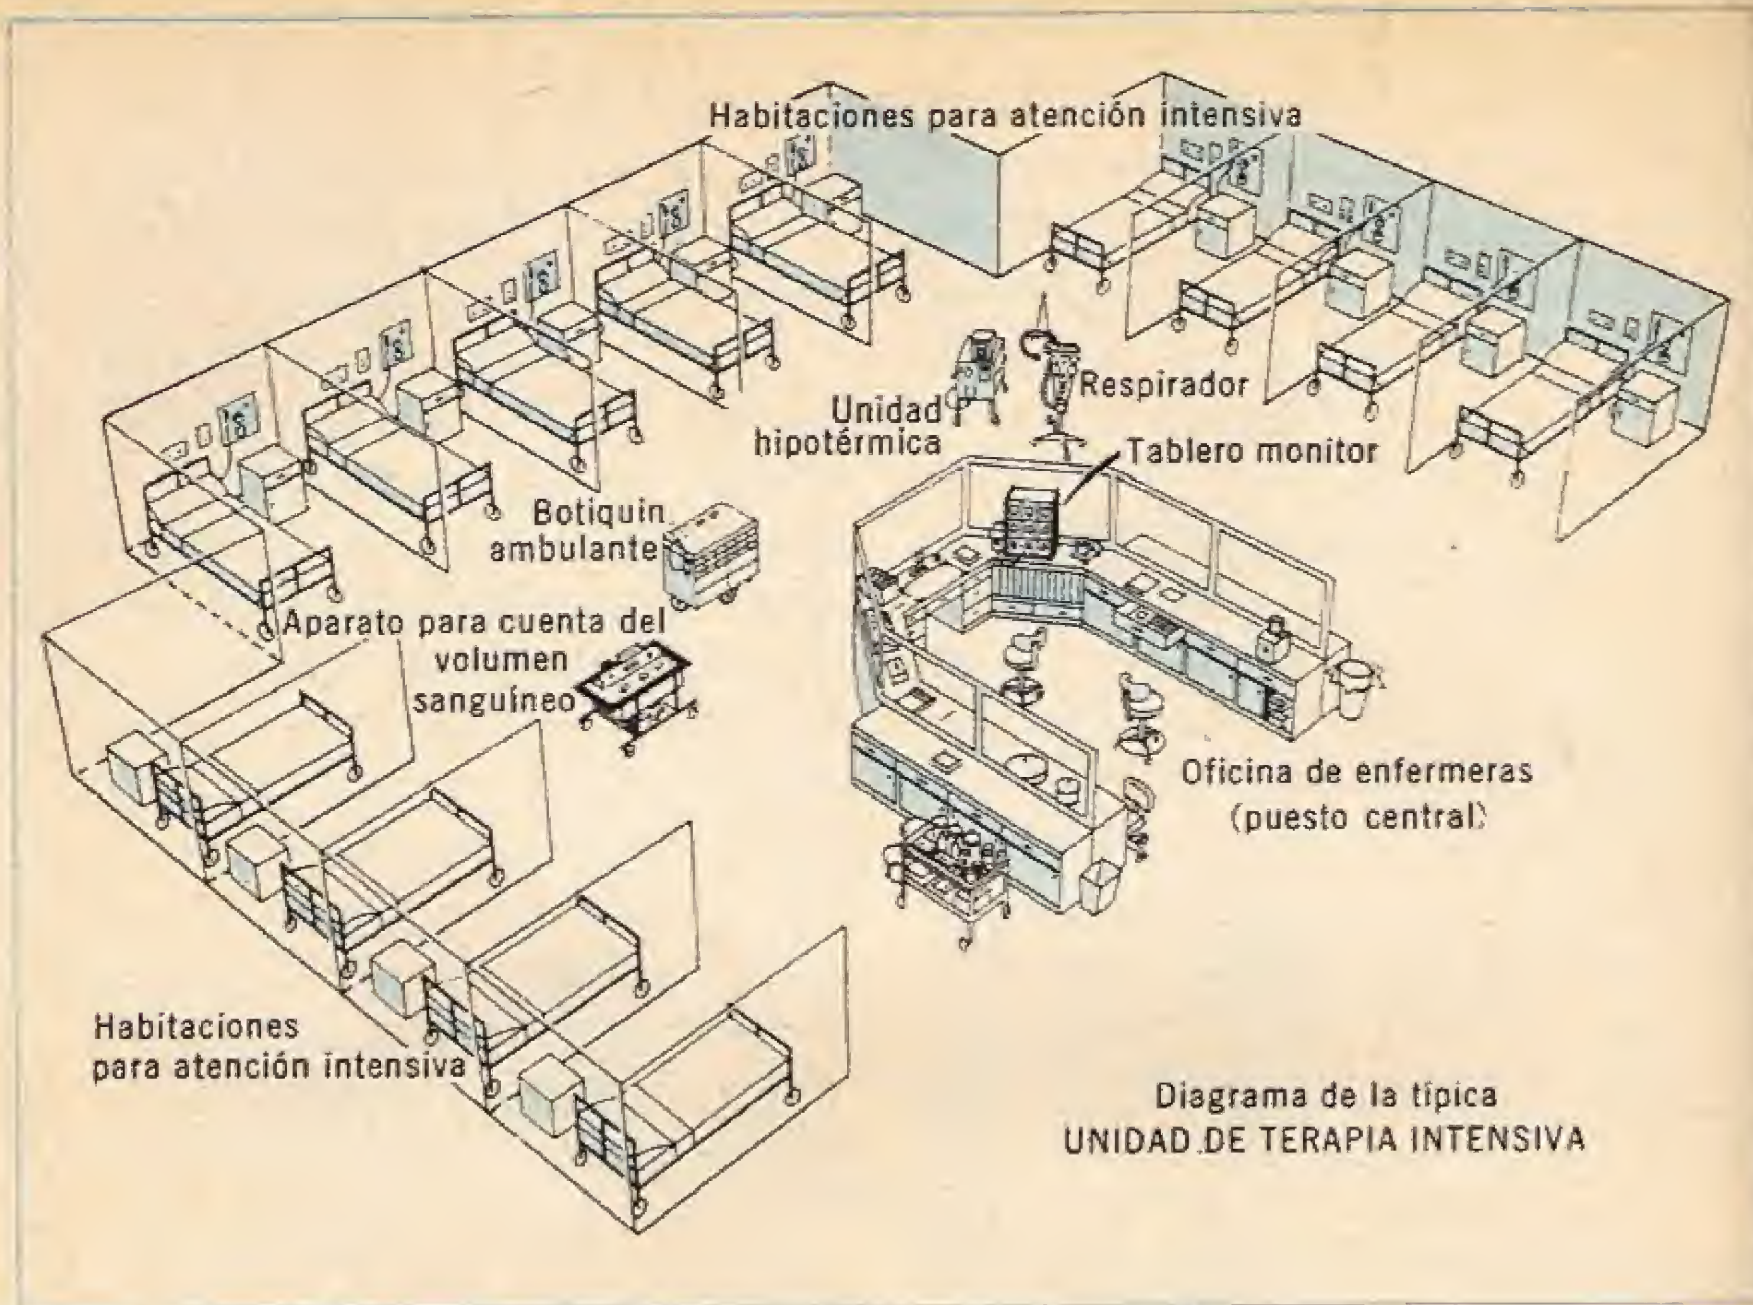 Habitaciones para atención intensiva
Unidad
hipotérmica
Respirador
Tablero monitor
Botiquin
ambulante
Aparato para cuenta del
volumen
sanguíneo
Oficina de enfermeras
(puesto central)
Habitaciones
para atención intensiva
Diagrama de la típica
UNIDAD DE TERAPIA INTENSIVA